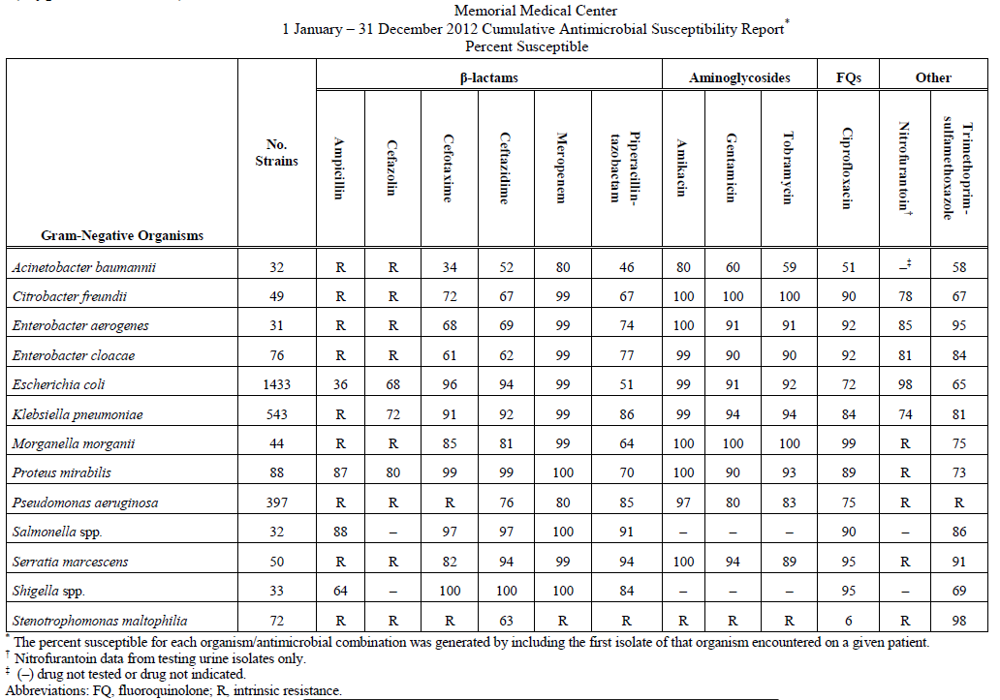 Memorial Medical Center
1 January – 31 December 2012 Cumulative Antimicrobial Susceptibility Report*
Percent Susceptible
β-lactams Aminoglycosides FQs Other
Gram-Negative Organisms No. Strains Ampicillin Cefazolin Cefotaxime Ceftazidime Meropenem Piperacillin-tazobactam Amikacin Gentamicin Tobramycin Ciprofloxacin Nitrofurantoin† Trimethoprim-sulfamethoxazole
Acinetobacter baumannii 32 R R 34 52 80 46 80 60 59 51 –‡ 58
Citrobacter freundii 49 R R 72 67 99 67 100 100 100 90 78 67
Enterobacter aerogenes 31 R R 68 69 99 74 100 91 91 92 85 95
Enterobacter cloacae 76 R R 61 62 99 77 99 90 90 92 81 84
Escherichia coli 1433 36 68 96 94 99 51 99 91 92 72 98 65
Klebsiella pneumoniae 543 R 72 91 92 99 86 99 94 94 84 74 81
Morganella morganii 44 R R 85 81 99 64 100 100 100 99 R 75
Proteus mirabilis 88 87 80 99 99 100 70 100 90 93 89 R 73
Pseudomonas aeruginosa 397 R R R 76 80 85 97 80 83 75 R R
Salmonella spp. 32 88 – 97 97 100 91 – – – 90 – 86
Serratia marcescens 50 R R 82 94 99 94 100 94 89 95 R 91
Shigella spp. 33 64 – 100 100 100 84 – – – 95 – 69
Stenotrophomonas maltophilia 72 R R R 63 R R R R R 6 R 98
* The percent susceptible for each organism/antimicrobial combination was generated by including the first isolate of that organism encountered on a given patient.
† Nitrofurantoin data from testing urine isolates only.
‡ (–) drug not tested or drug not indicated.
Abbreviations: FQ, fluoroquinolone; R, intrinsic resistance.